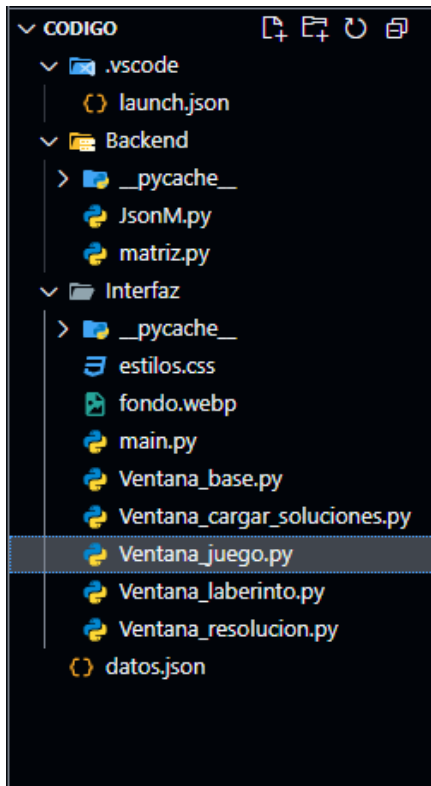 CODIGO
.vscode
launch.json
Backend
__pycache__
JsonM.py
matriz.py
Interfaz
__pycache__
estilos.css
fondo.webp
main.py
Ventana_base.py
Ventana_cargar_soluciones.py
Ventana_juego.py
Ventana_laberinto.py
Ventana_resolucion.py
datos.json